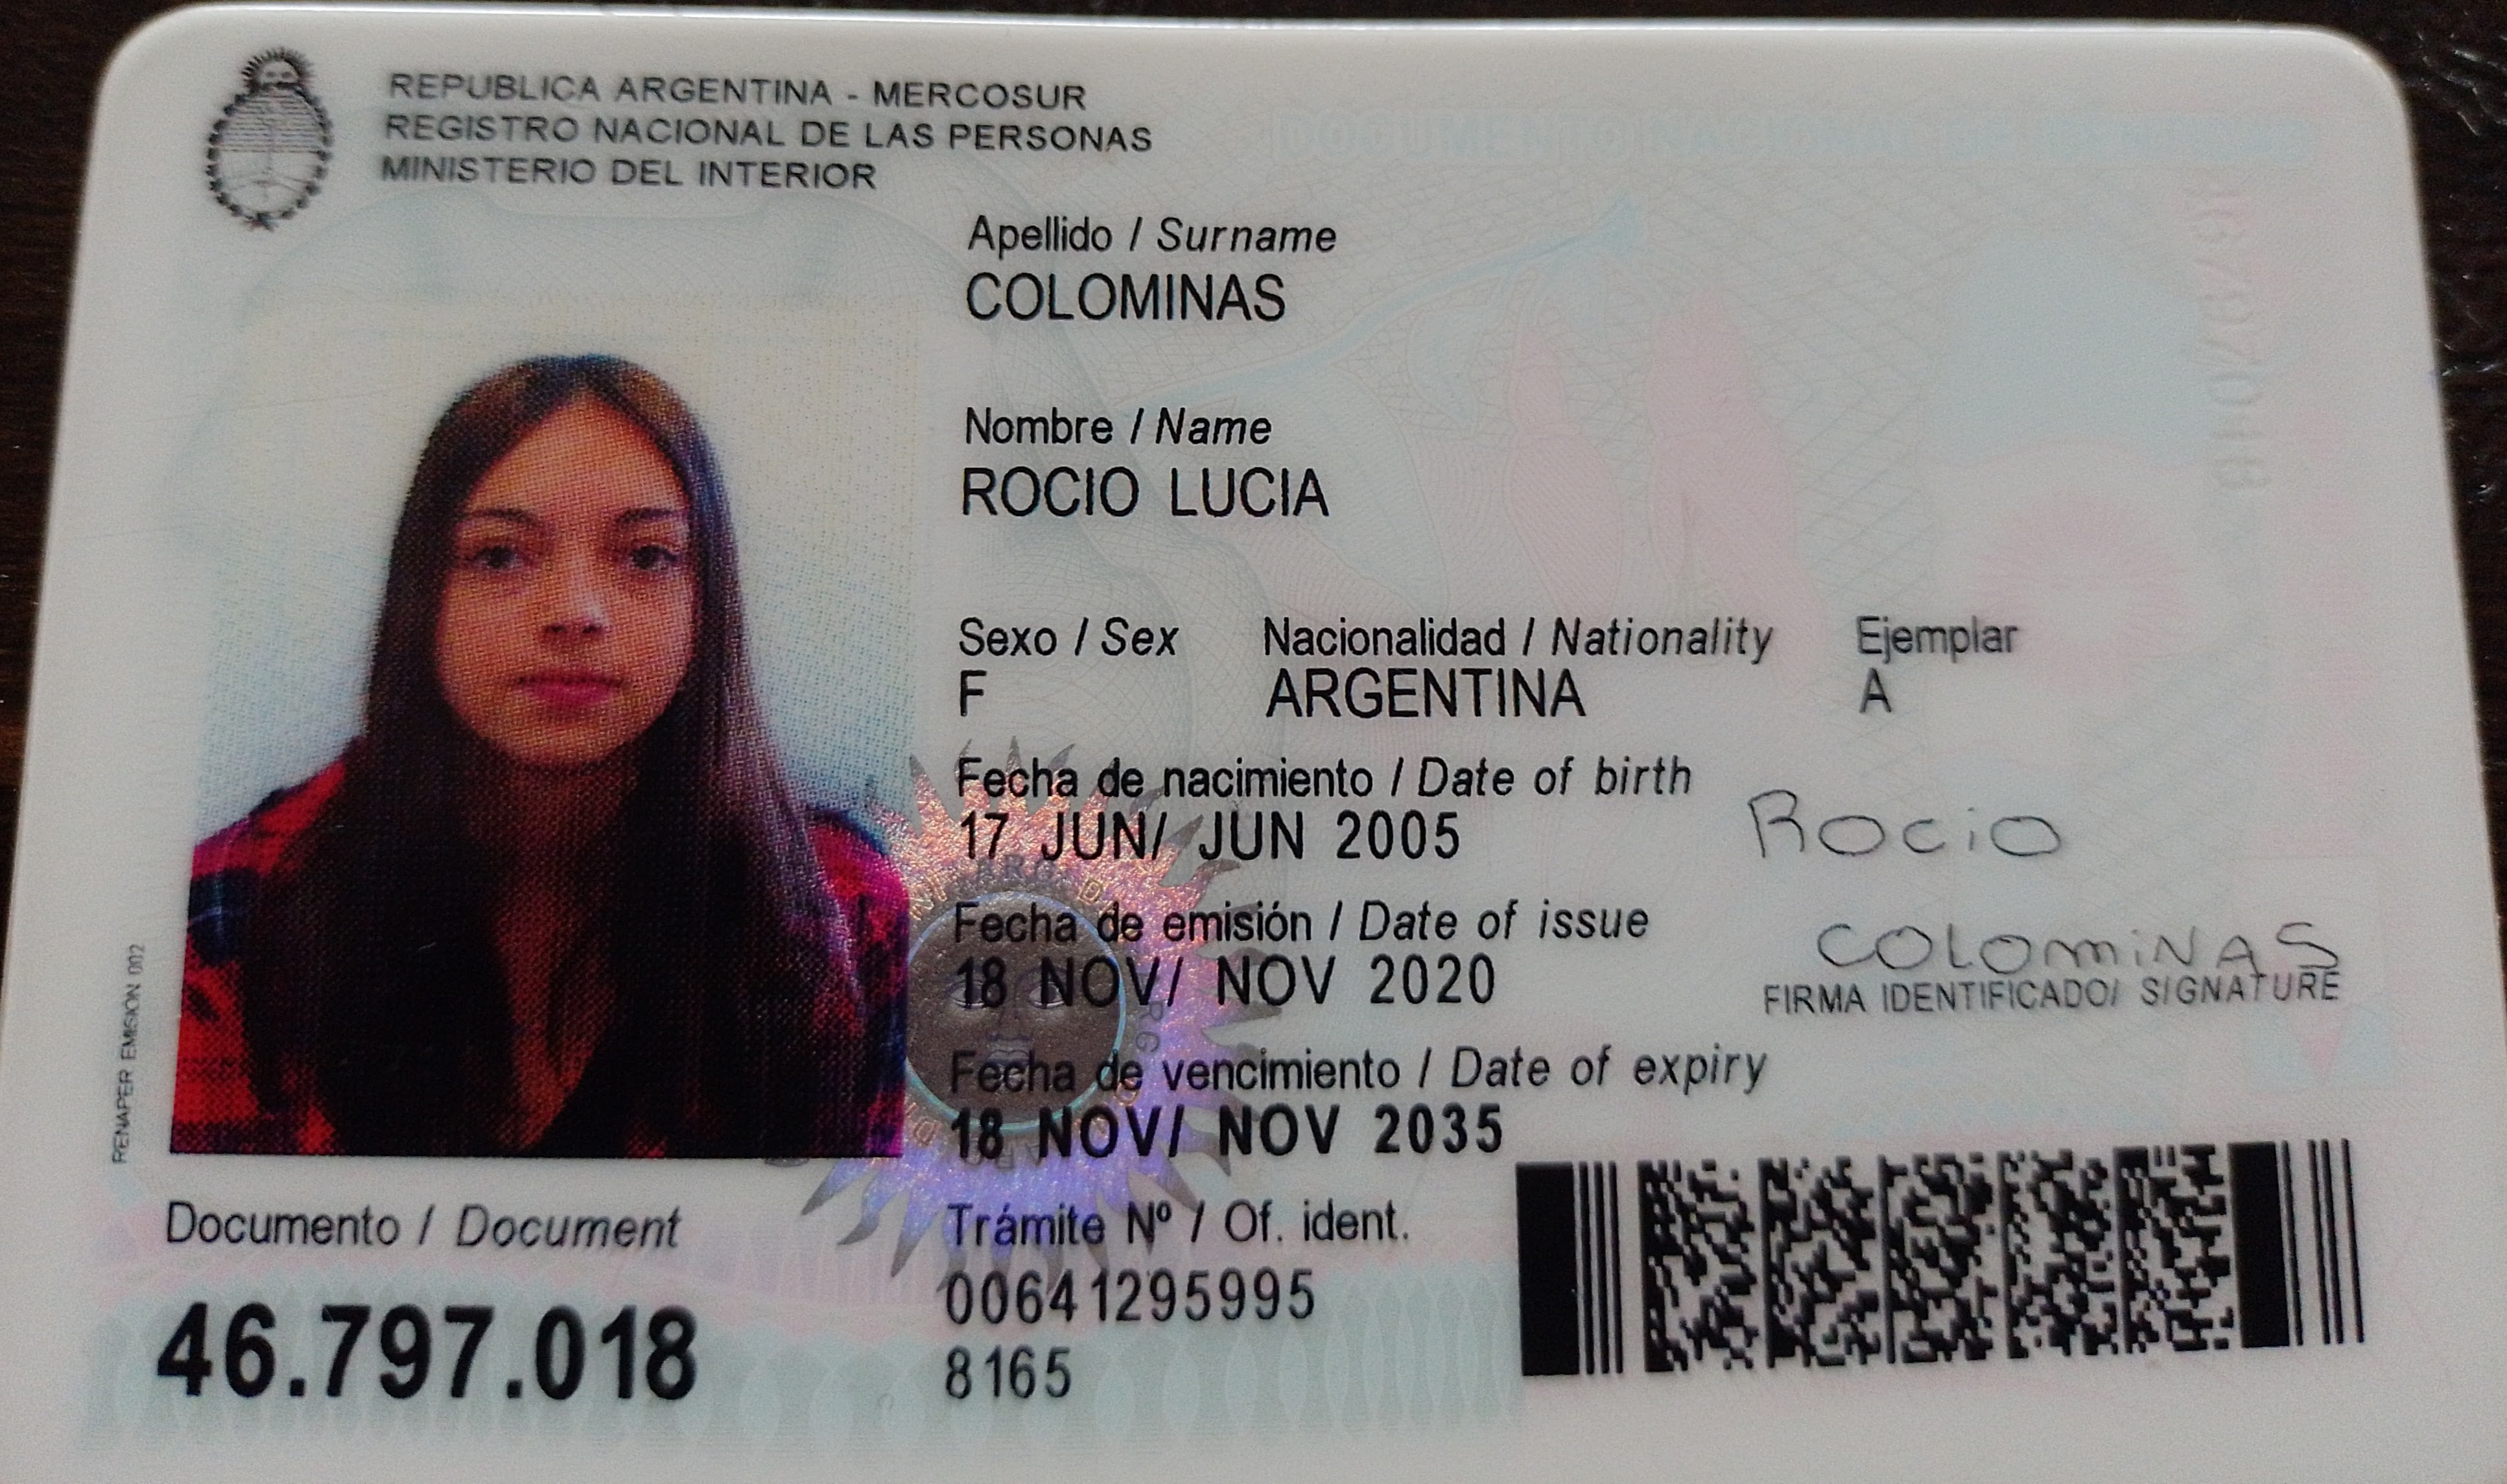 REPUBLICA ARGENTINA - MERCOSUR
REGISTRO NACIONAL DE LAS PERSONAS
MINISTERIO DEL INTERIOR
Apellido / Surname
COLOMINAS
Nombre / Name
ROCIO LUCIA
Sexo / Sex Nacionalidad / Nationality Ejemplar
F ARGENTINA A
Fecha de nacimiento / Date of birth
17 JUN/ JUN 2005
Rocio
Fecha de emisión / Date of issue
18 NOV/ NOV 2020
COLOMiNAS
FIRMA IDENTIFICADO/ SIGNATURE
Fecha de vencimiento / Date of expiry
18 NOV/ NOV 2035
RENAPER EMISIÓN 002
Documento / Document
46.797.018
Trámite Nº / Of. ident.
00641295995
8165